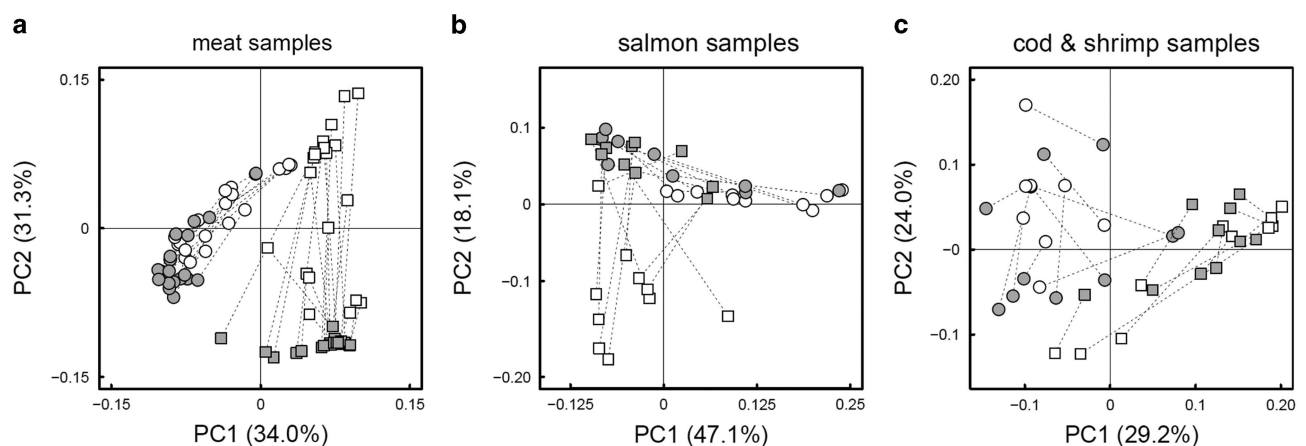 a
meat samples
0.15
0
−0.15
−0.15
0
0.15
PC2 (31.3%)
PC1 (34.0%)
b
salmon samples
0.1
0
−0.1
−0.20
−0.125
0
0.125
0.25
PC2 (18.1%)
PC1 (47.1%)
c
cod & shrimp samples
0.20
0.1
−0
−0.1
−0.1
0
0.1
0.20
PC2 (24.0%)
PC1 (29.2%)